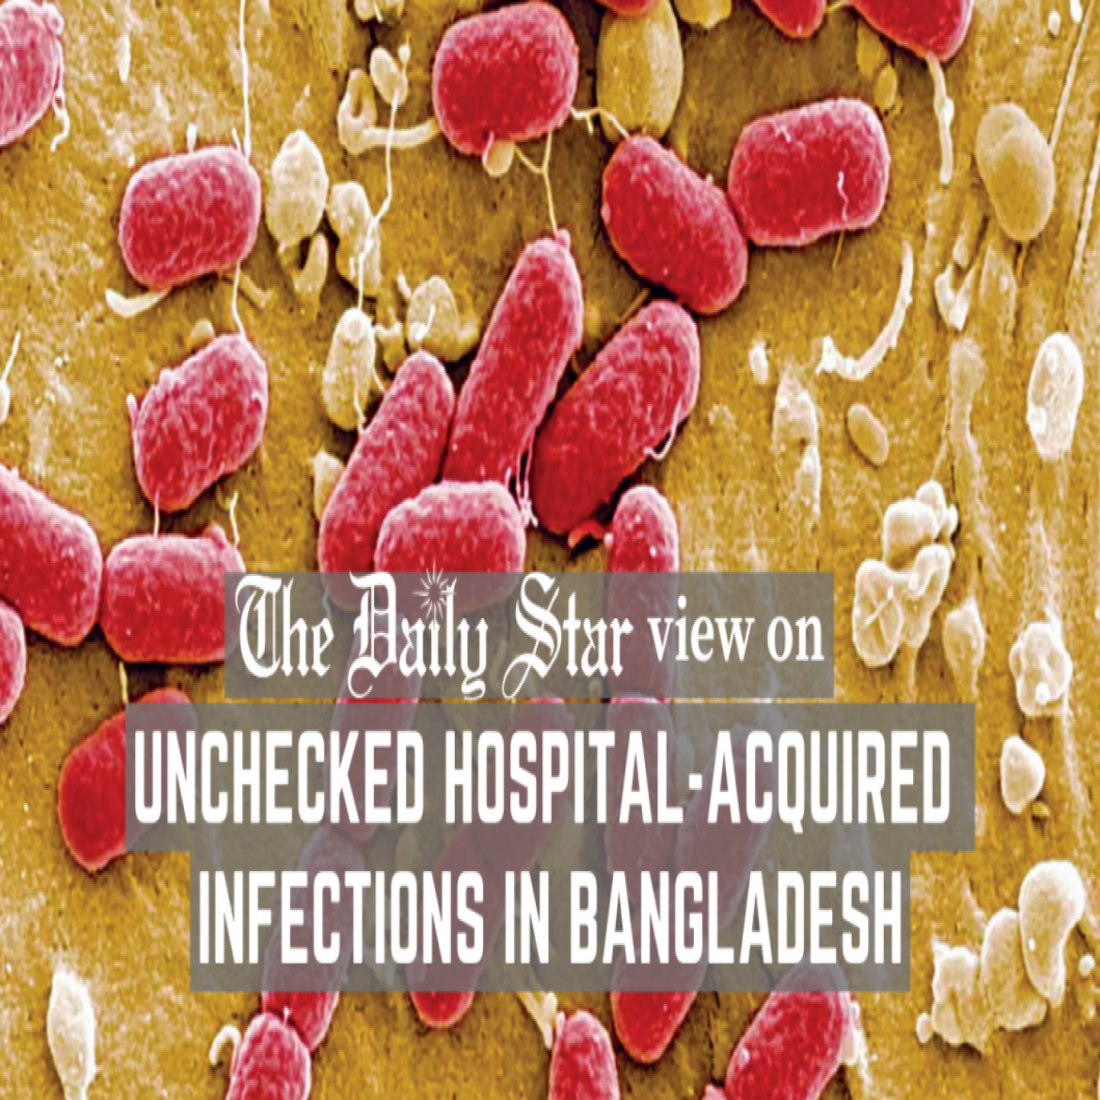 The Daily Star view on
UNCHECKED HOSPITAL-ACQUIRED
INFECTIONS IN BANGLADESH